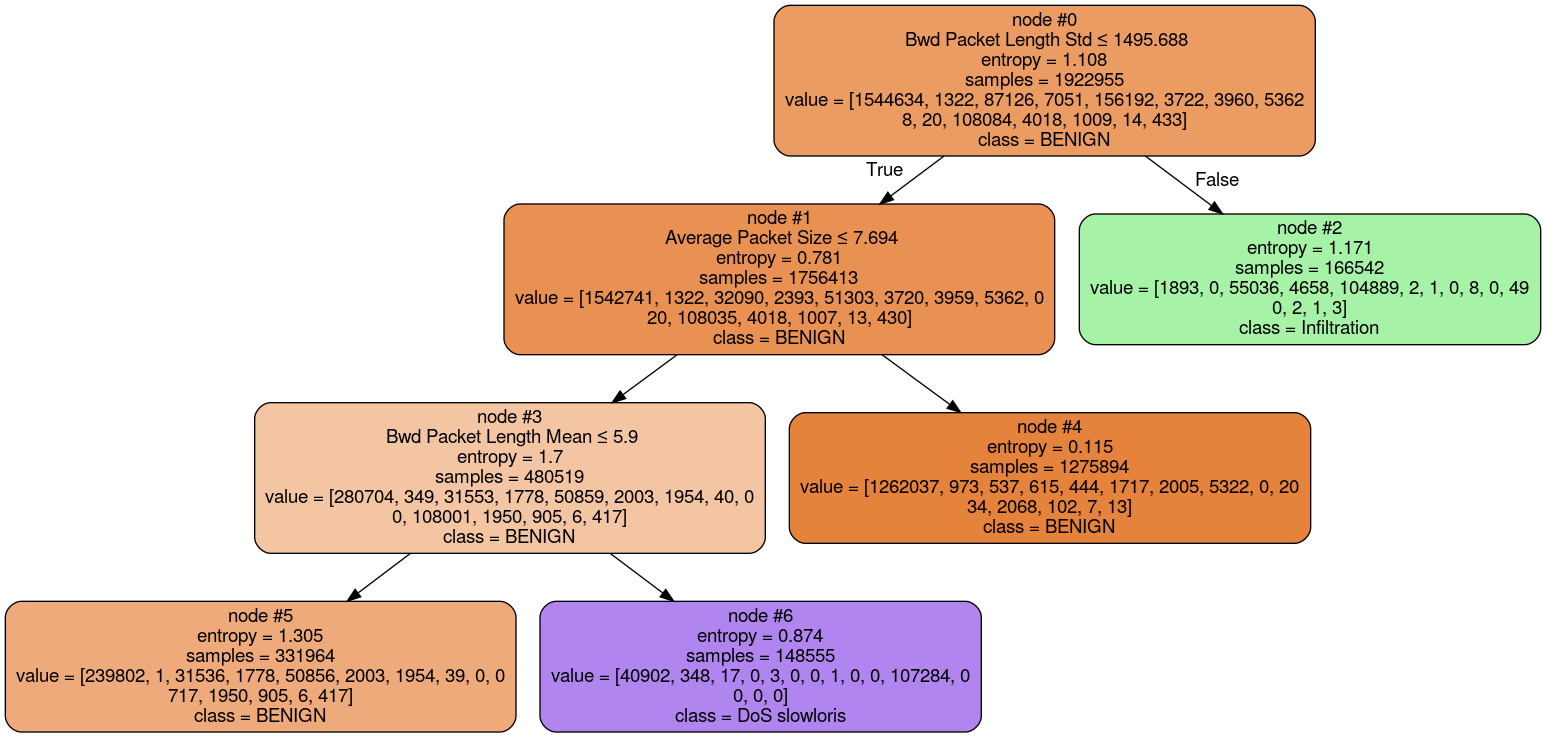 node #0
Bwd Packet Length Std ≤ 1495.688
entropy = 1.108
samples = 1922955
value = [1544634, 1322, 87126, 7051, 156192, 3722, 3960, 5362
8, 20, 108084, 4018, 1009, 14, 433]
class = BENIGN
True
False
node #1
Average Packet Size ≤ 7.694
entropy = 0.781
samples = 1756413
value = [1542741, 1322, 32090, 2393, 51303, 3720, 3959, 5362, 0
20, 108035, 4018, 1007, 13, 430]
class = BENIGN
node #2
entropy = 1.171
samples = 166542
value = [1893, 0, 55036, 4658, 104889, 2, 1, 0, 8, 0, 49
0, 2, 1, 3]
class = Infiltration
node #3
Bwd Packet Length Mean ≤ 5.9
entropy = 1.7
samples = 480519
value = [280704, 349, 31553, 1778, 50859, 2003, 1954, 40, 0
0, 108001, 1950, 905, 6, 417]
class = BENIGN
node #4
entropy = 0.115
samples = 1275894
value = [1262037, 973, 537, 615, 444, 1717, 2005, 5322, 0, 20
34, 2068, 102, 7, 13]
class = BENIGN
node #5
entropy = 1.305
samples = 331964
value = [239802, 1, 31536, 1778, 50856, 2003, 1954, 39, 0, 0
717, 1950, 905, 6, 417]
class = BENIGN
node #6
entropy = 0.874
samples = 148555
value = [40902, 348, 17, 0, 3, 0, 0, 1, 0, 0, 107284, 0
0, 0, 0]
class = DoS slowloris